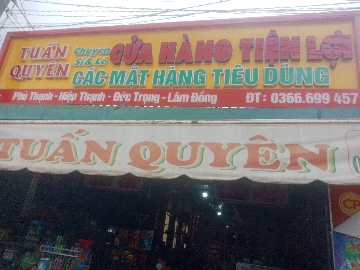 TUẤN QUYÊN
Chuyên Sỉ & Lẻ
CỬA HÀNG TIỆN LỢI
CÁC MẶT HÀNG TIÊU DÙNG
Phú Thạnh - Hiệp Thạnh - Đức Trọng - Lâm Đồng
ĐT : 0366.699 457
TUẤN QUYÊN
CP